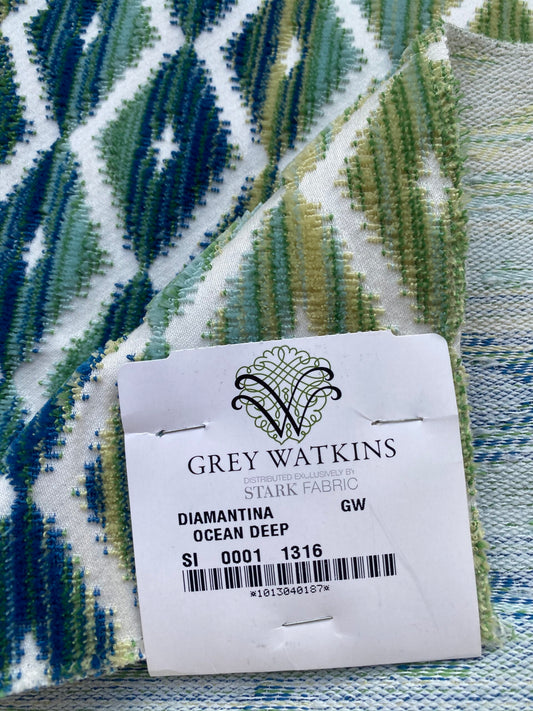 GREY WATKINS
DISTRIBUTED EXCLUSIVELY BY
STARK FABRIC
DIAMANTINA GW
OCEAN DEEP
SI 0001 1316
*1013040187*